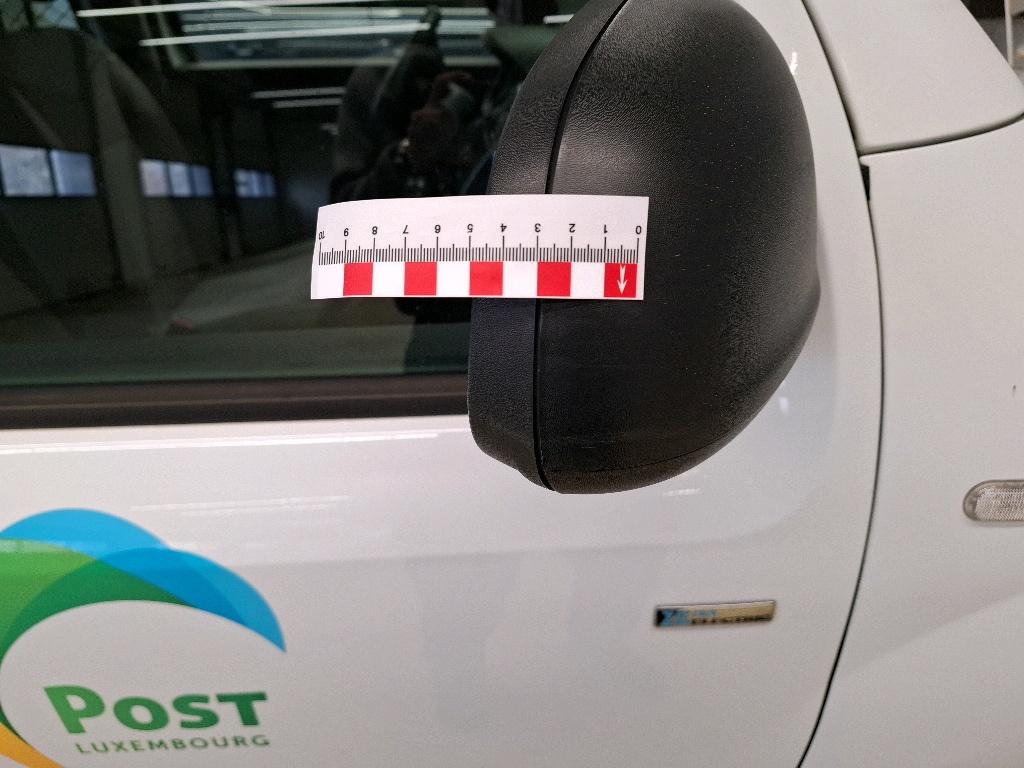 10 9 8 7 6 5 4 3 2 1 0
Z.E.
POST
LUXEMBOURG